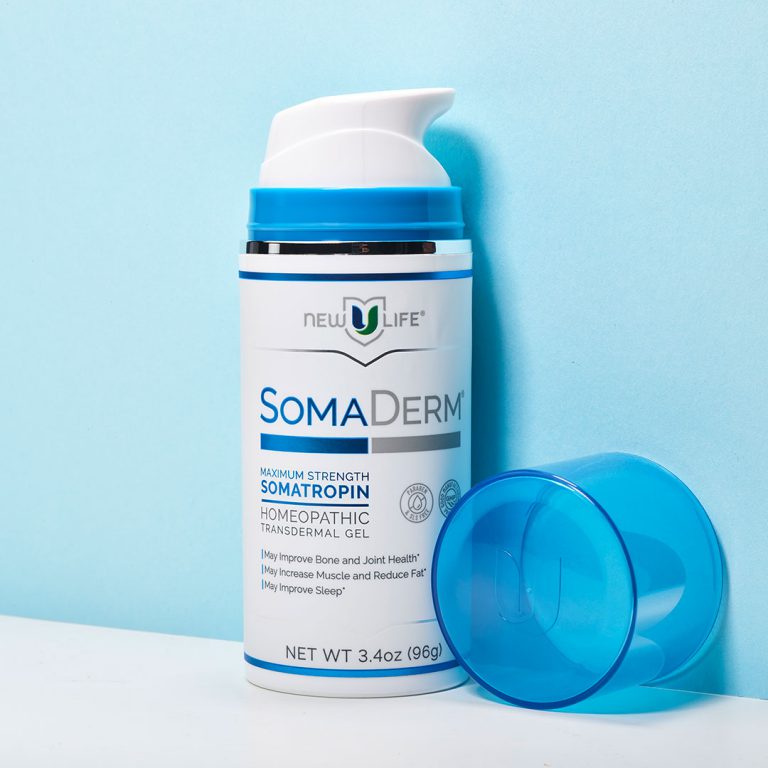 NEW LIFE®
SOMADERM®
MAXIMUM STRENGTH
SOMATROPIN
HOMEOPATHIC
TRANSDERMAL GEL
May Improve Bone and Joint Health*
May Increase Muscle and Reduce Fat*
May Improve Sleep*
NET WT 3.4oz (96g)